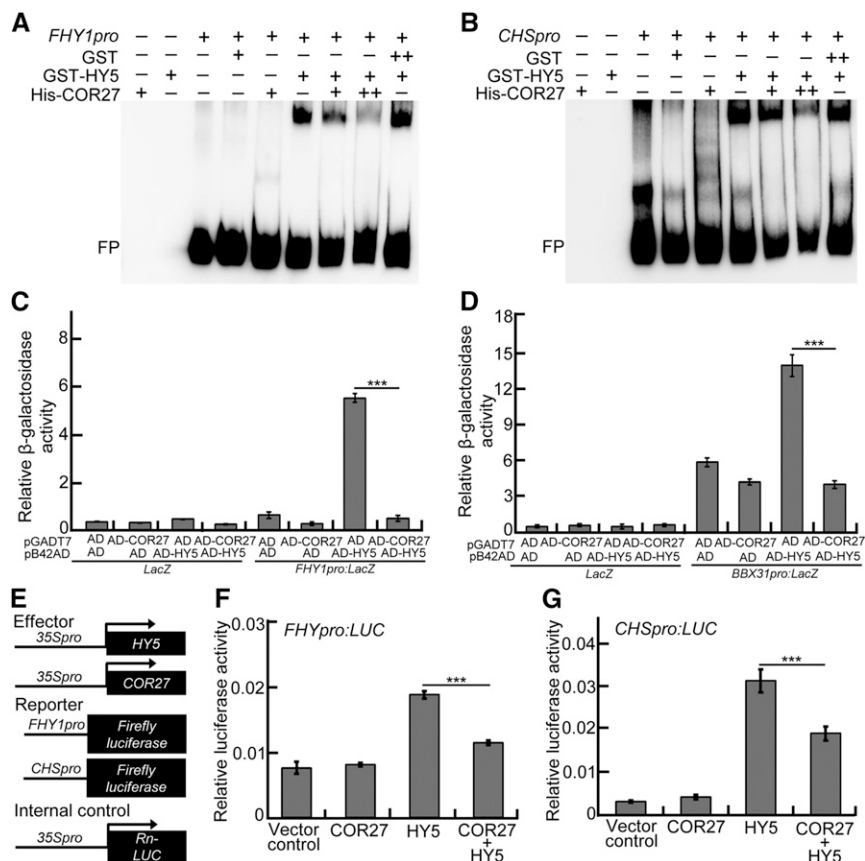 A
FHY1pro − − + + + + + + +
GST − − − + − − − − ++
GST-HY5 − + − − − + + + +
His-COR27 + − − − + − + ++ −
FP
B
CHSpro − − + + + + + + +
GST − − − + − − − − ++
GST-HY5 − + − − − + + + +
His-COR27 + − − − + − + ++ −
FP
C
Relative β-galactosidase activity
8
6
4
2
0
***
pGADT7 AD AD-COR27 AD AD-COR27 AD AD-COR27 AD AD-COR27
pB42AD AD AD AD-HY5 AD-HY5 AD AD AD-HY5 AD-HY5
LacZ FHY1pro:LacZ
D
Relative β-galactosidase activity
18
15
12
9
6
3
0
***
pGADT7 AD AD-COR27 AD AD-COR27 AD AD-COR27 AD AD-COR27
pB42AD AD AD AD-HY5 AD-HY5 AD AD AD-HY5 AD-HY5
LacZ BBX31pro:LacZ
E
Effector
35Spro HY5
35Spro COR27
Reporter
FHY1pro Firefly luciferase
CHSpro Firefly luciferase
Internal control
35Spro Rn-LUC
F
FHYpro:LUC
Relative luciferase activity
0.03
0.02
0.01
0
***
Vector control COR27 HY5 COR27 + HY5
G
CHSpro:LUC
Relative luciferase activity
0.04
0.03
0.02
0.01
0
***
Vector control COR27 HY5 COR27 + HY5